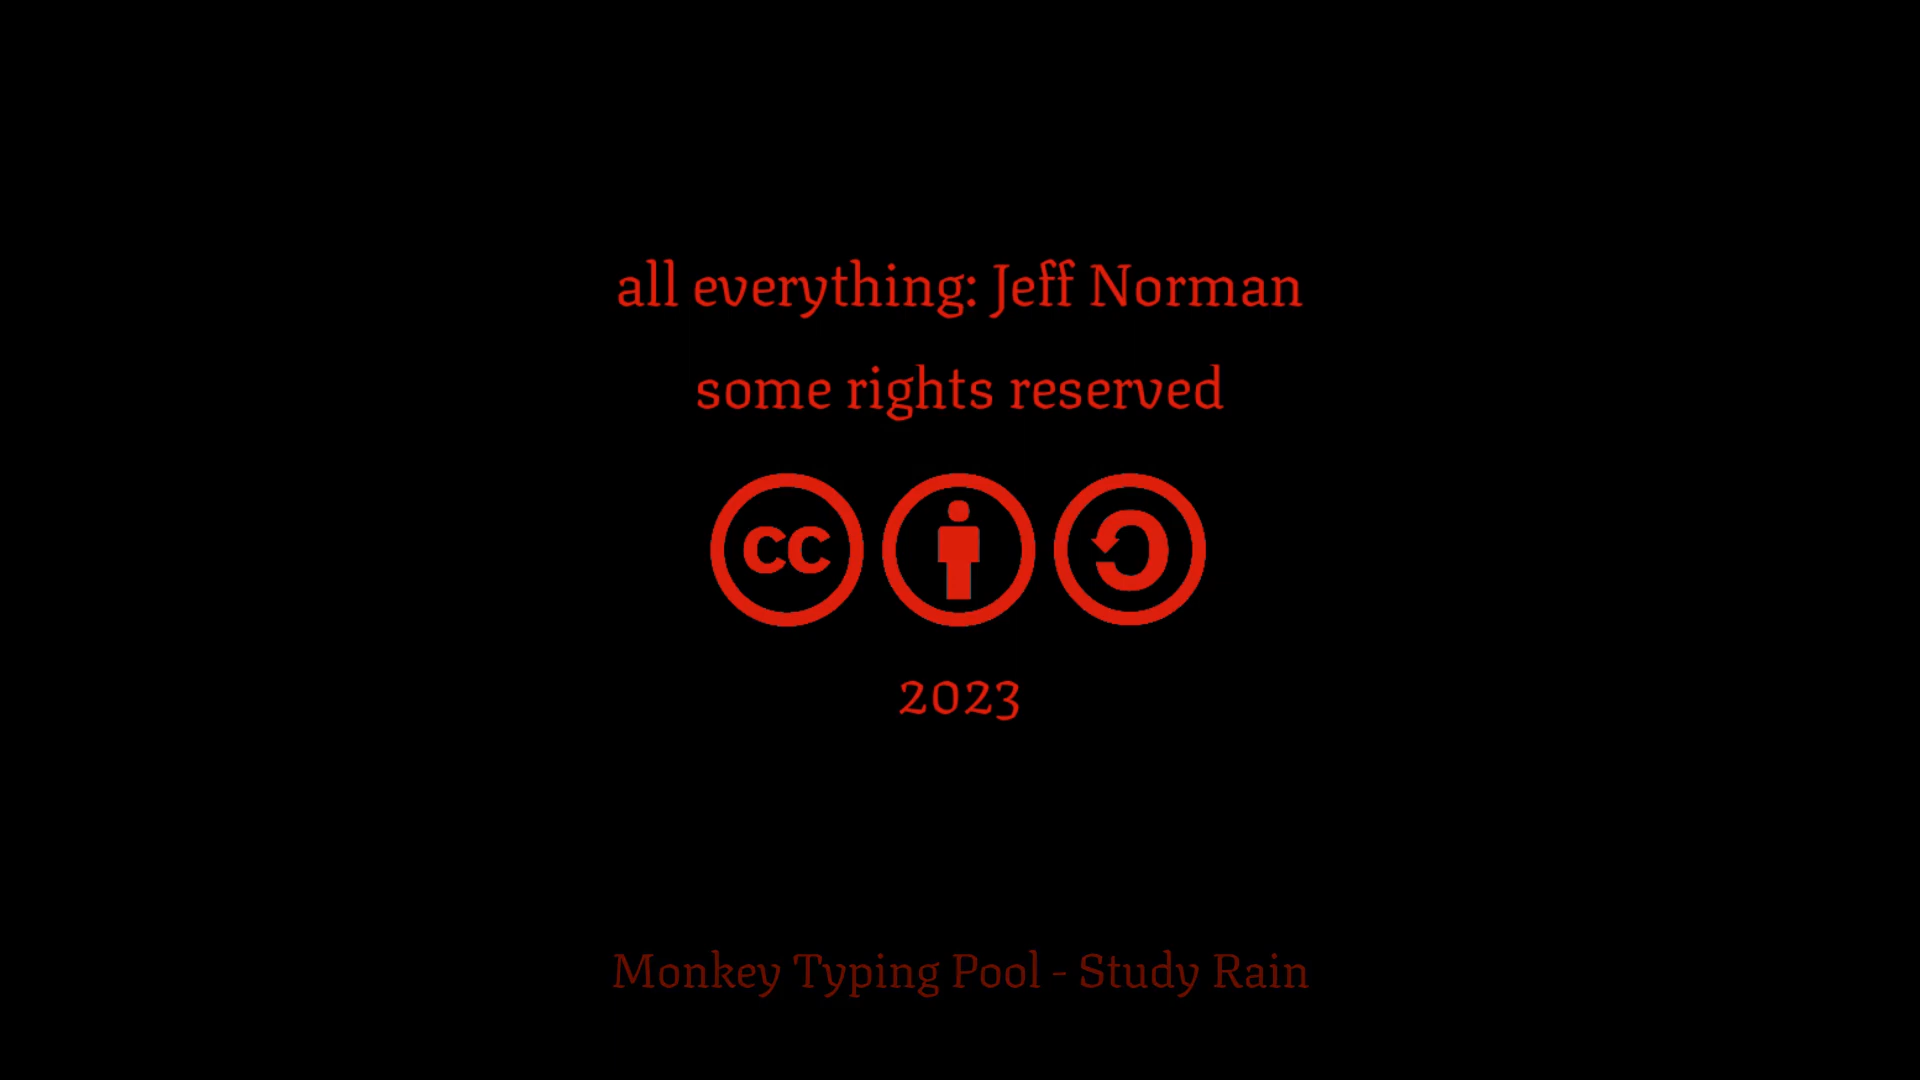 all everything: Jeff Norman
some rights reserved
cc
2023
Monkey Typing Pool - Study Rain